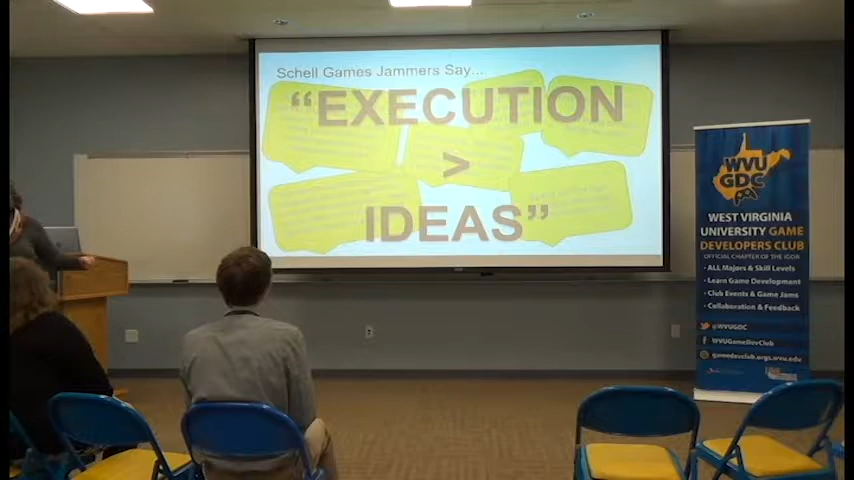 Schell Games Jammers Say...
“EXECUTION
>
IDEAS”
WVU
GDC
WEST VIRGINIA
UNIVERSITY GAME
DEVELOPERS CLUB
OFFICIAL CHAPTER OF THE IGDA
· ALL Majors & Skill Levels
· Learn Game Development
· Club Events & Game Jams
· Collaboration & Feedback
@WVUGDC
WVUGameDevClub
gamedevclub.orgs.wvu.edu